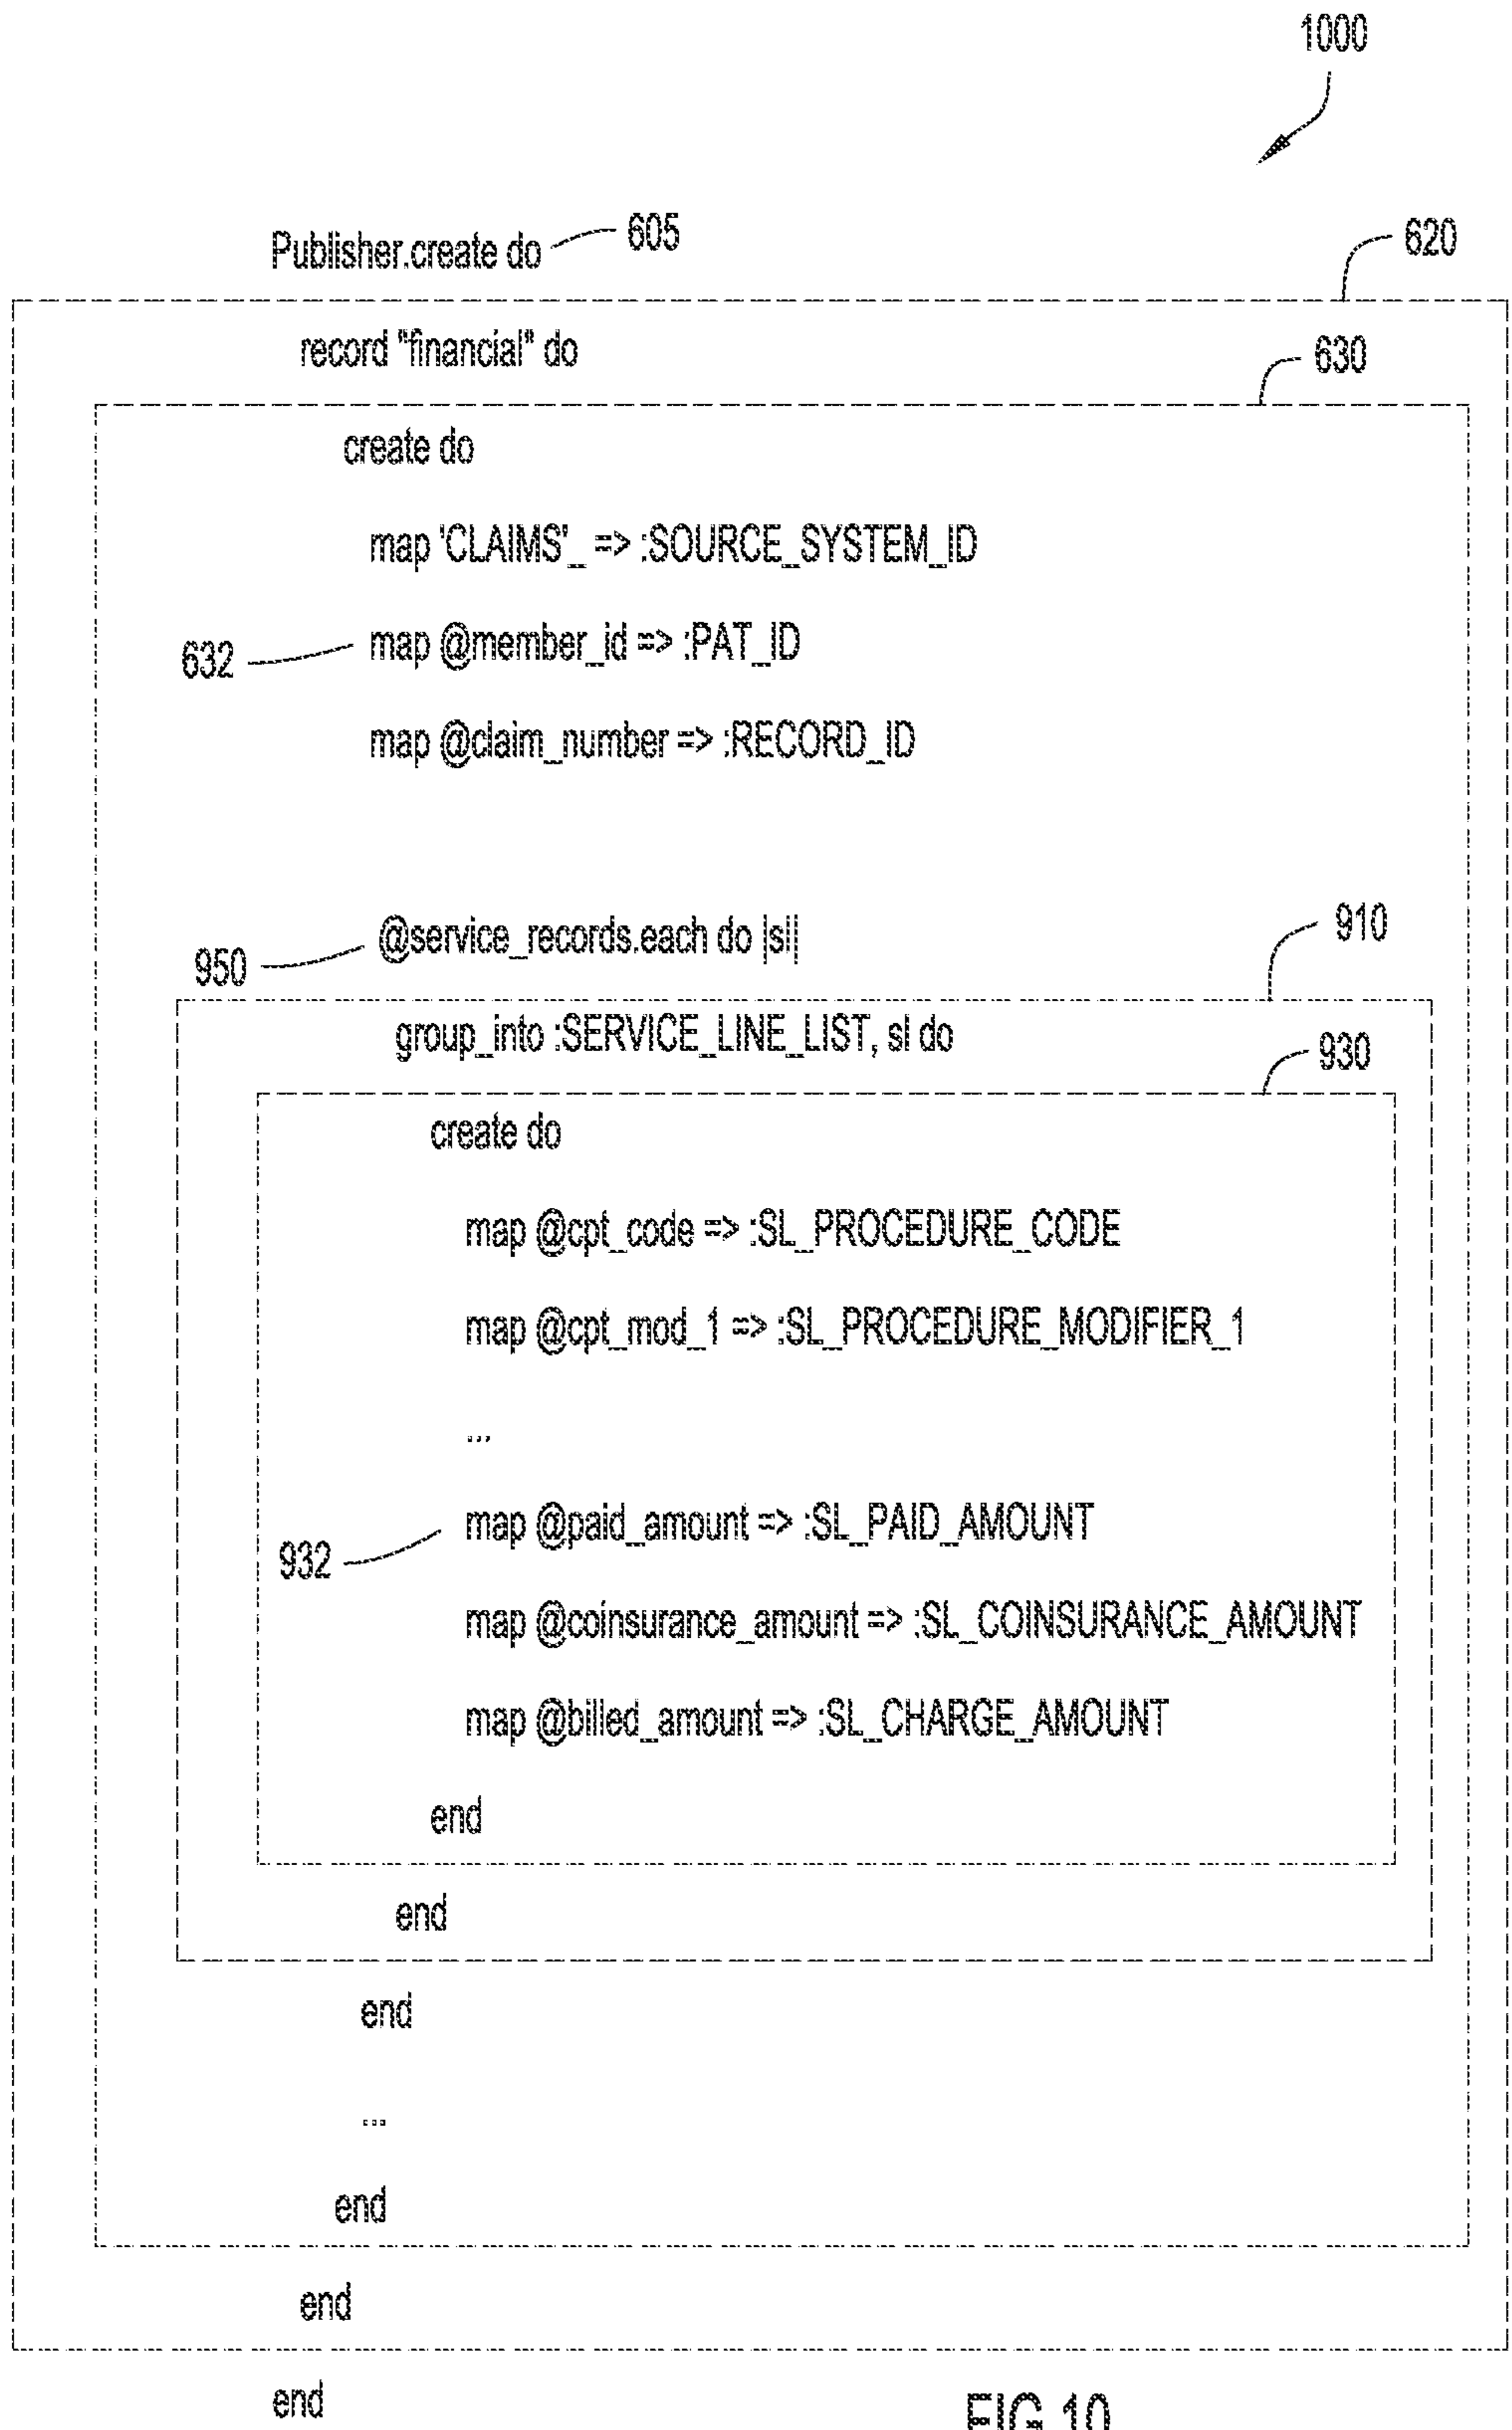 1000
Publisher.create do 605
620
record "financial" do
630
create do
map 'CLAIMS'_ => :SOURCE_SYSTEM_ID
632 map @member_id => :PAT_ID
map @claim_number => :RECORD_ID
950 @service_records.each do |sl|
910
group_into :SERVICE_LINE_LIST, sl do
930
create do
map @cpt_code => :SL_PROCEDURE_CODE
map @cpt_mod_1 => :SL_PROCEDURE_MODIFIER_1
...
932 map @paid_amount => :SL_PAID_AMOUNT
map @coinsurance_amount => :SL_COINSURANCE_AMOUNT
map @billed_amount => :SL_CHARGE_AMOUNT
end
end
end
...
end
end
end
FIG.10